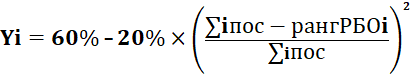 Yi = 60% – 20% × (∑iпос – рангРБОi / ∑iпос)²